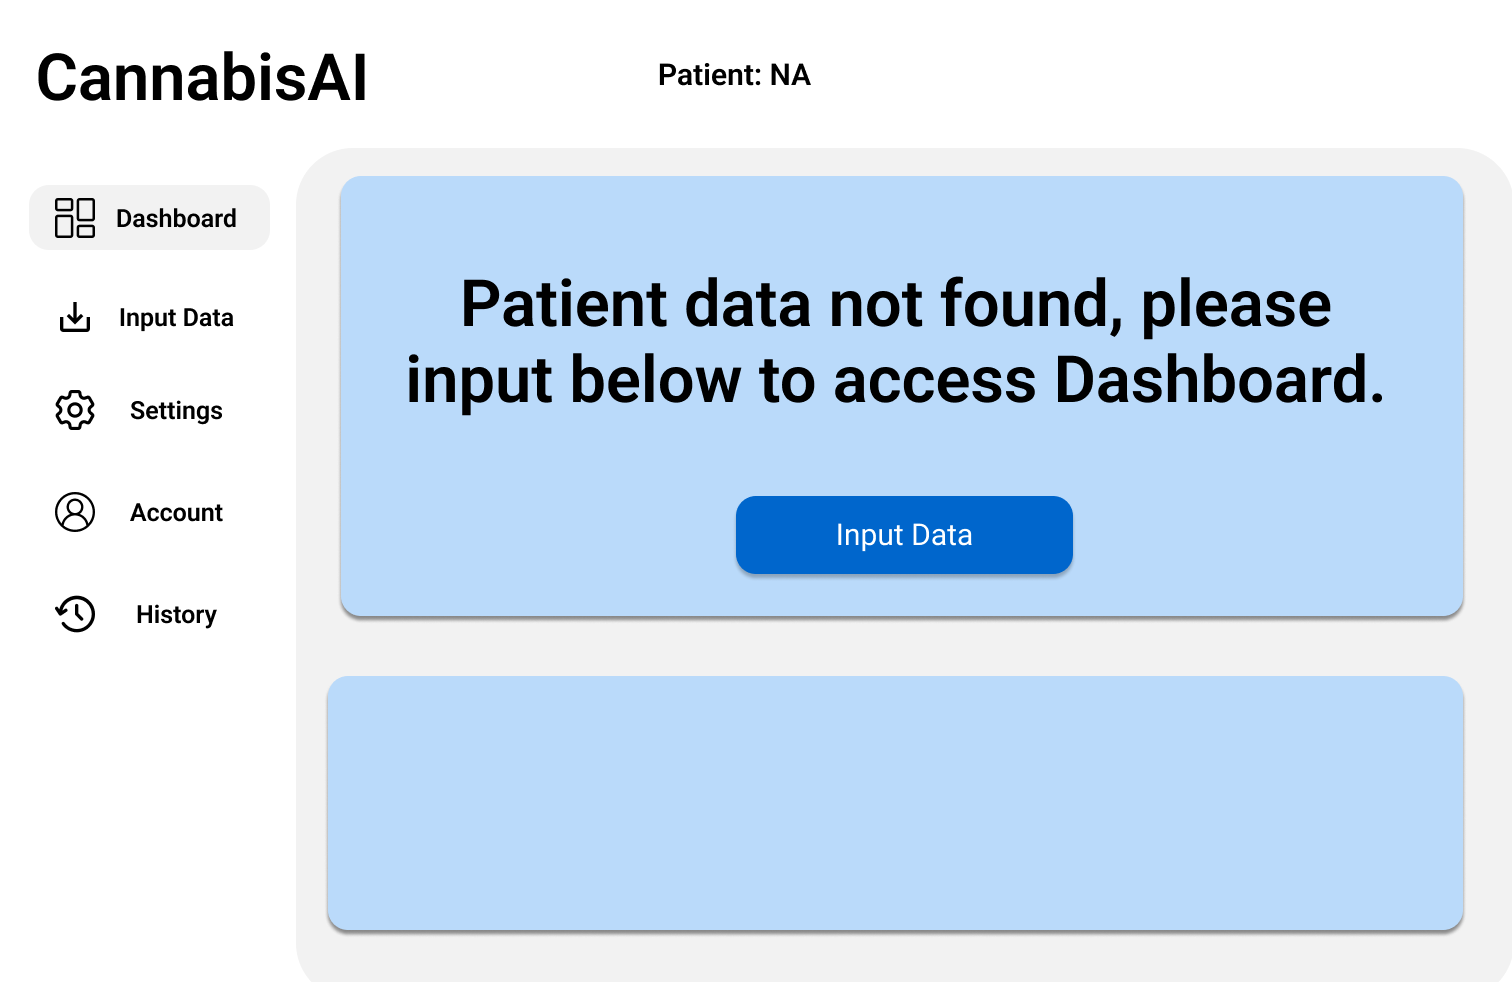 CannabisAI
Patient: NA
Dashboard
Input Data
Settings
Account
History
Patient data not found, please
input below to access Dashboard.
Input Data